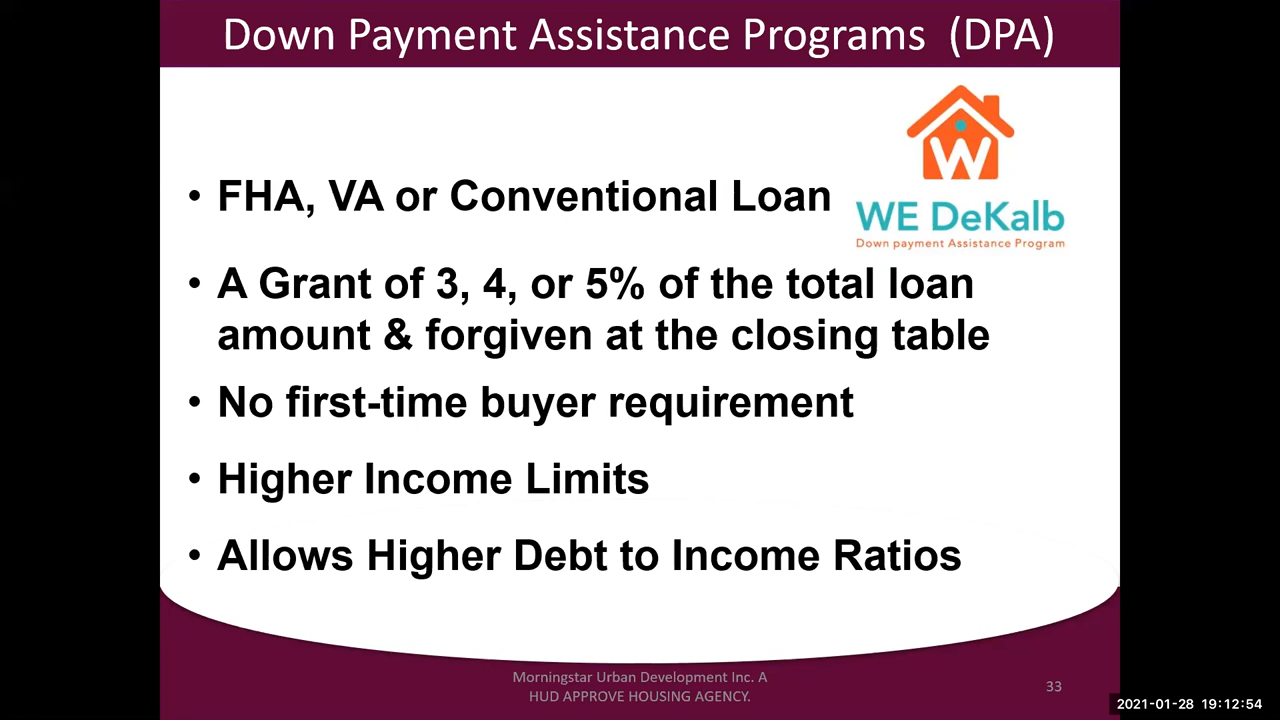 Down Payment Assistance Programs (DPA)
W
WE DeKalb
Down payment Assistance Program
• FHA, VA or Conventional Loan
• A Grant of 3, 4, or 5% of the total loan
amount & forgiven at the closing table
• No first-time buyer requirement
• Higher Income Limits
• Allows Higher Debt to Income Ratios
Morningstar Urban Development Inc. A
HUD APPROVE HOUSING AGENCY.
33
2021-01-28 19:12:54